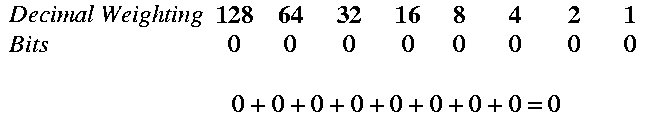 Decimal Weighting 128 64 32 16 8 4 2 1
Bits 0 0 0 0 0 0 0 0
0 + 0 + 0 + 0 + 0 + 0 + 0 + 0 = 0